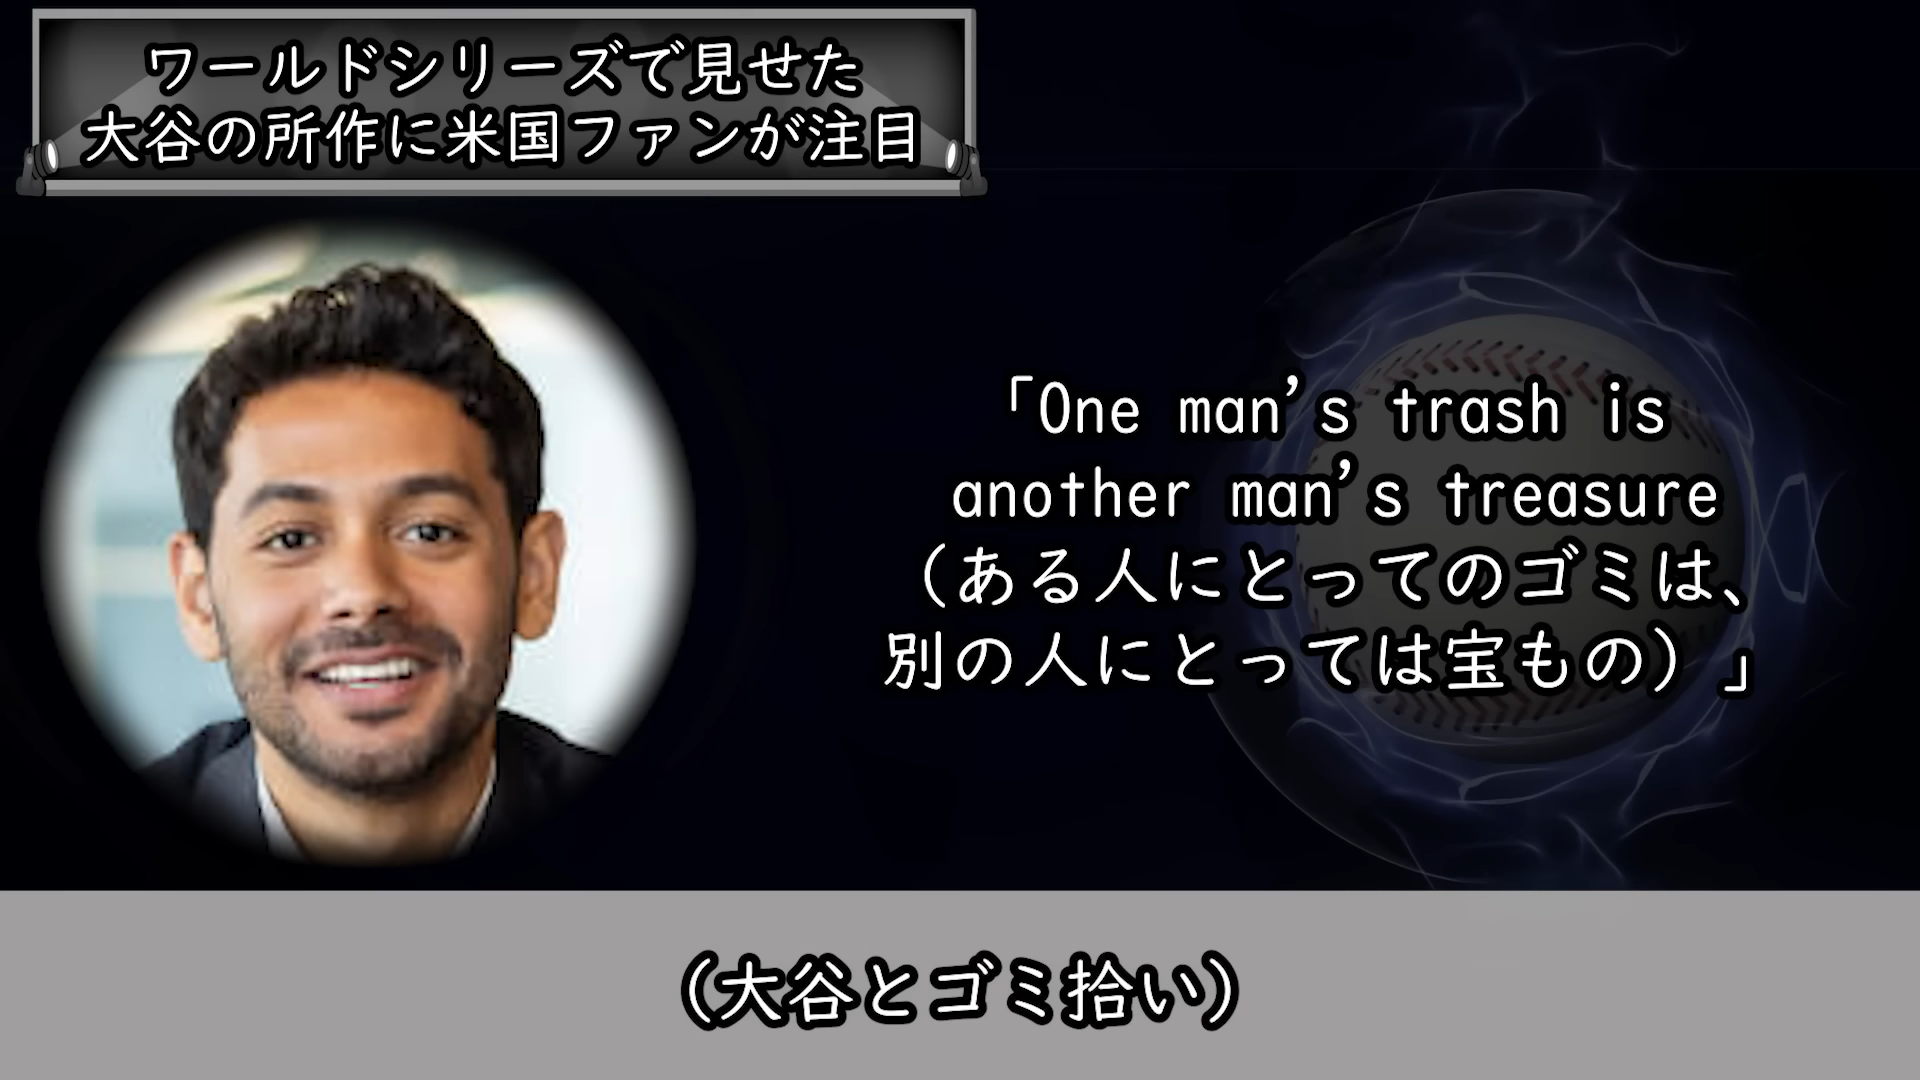 ワールドシリーズで見せた
大谷の所作に米国ファンが注目
「One man's trash is
another man's treasure
（ある人にとってのゴミは、
別の人にとっては宝もの）」
（大谷とゴミ拾い）